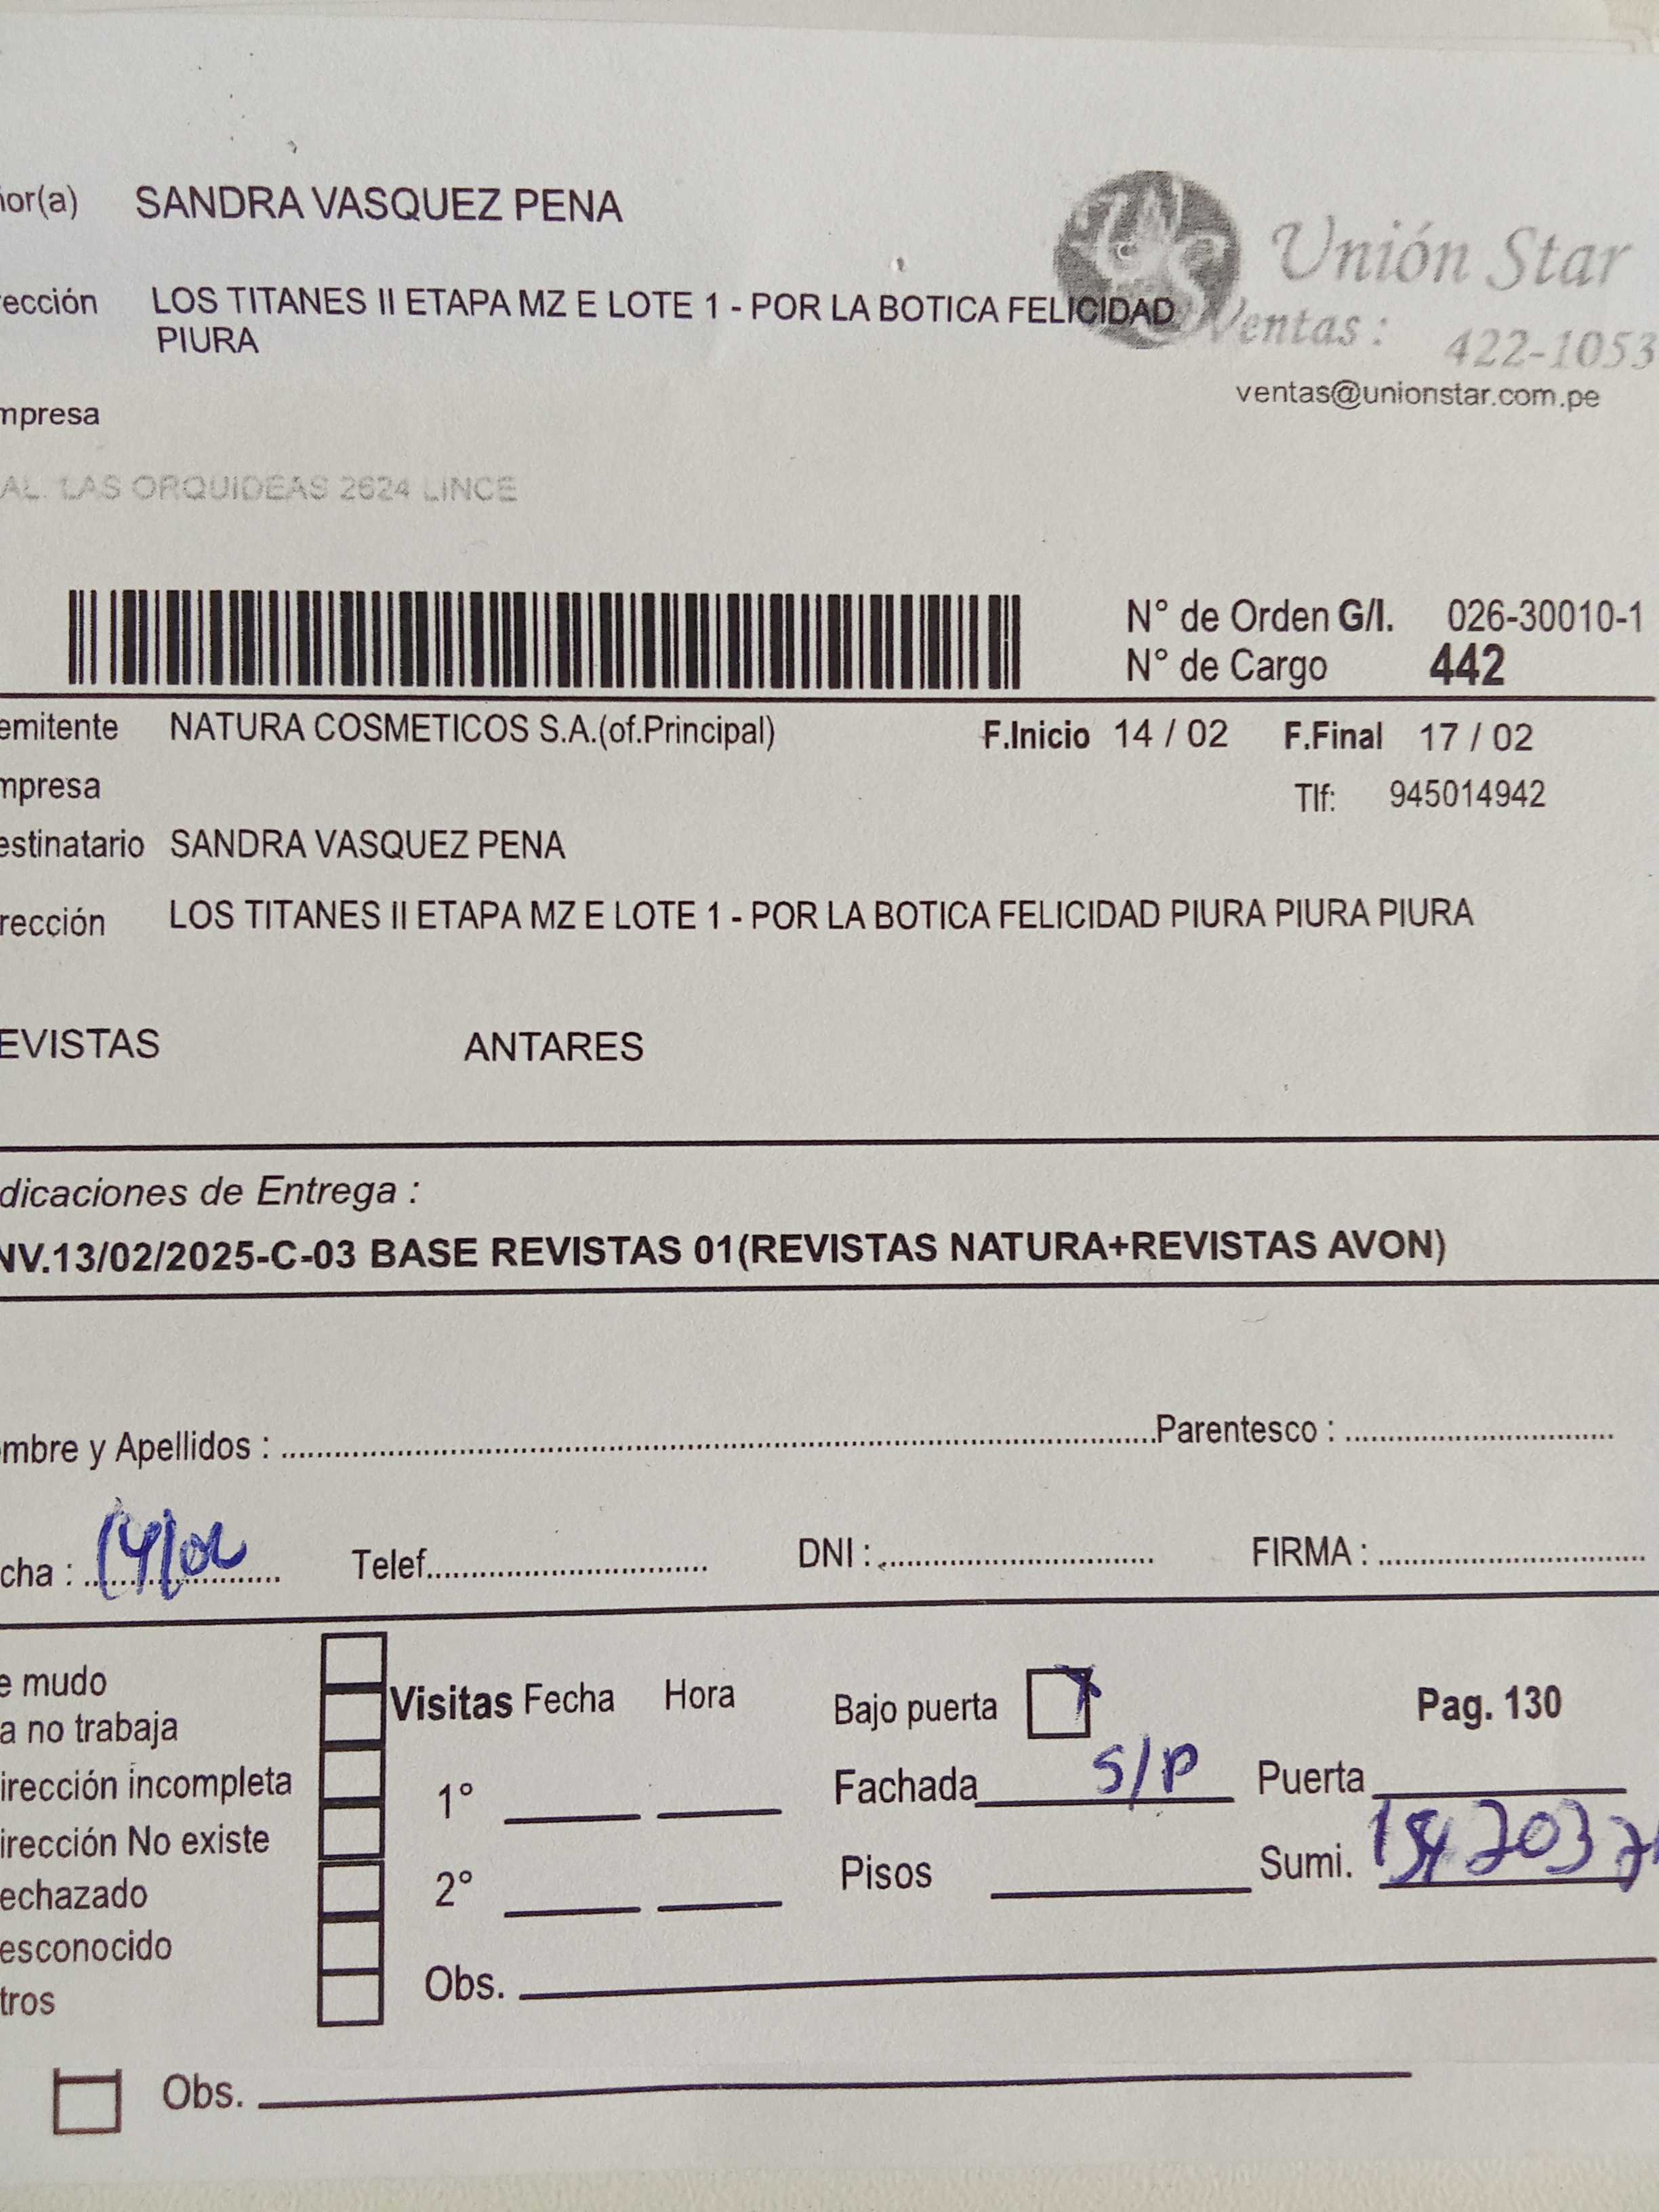 ior(a) SANDRA VASQUEZ PENA
Unión Star
ección LOS TITANES II ETAPA MZ E LOTE 1 - POR LA BOTICA FELICIDAD
PIURA
Ventas : 422-1053
ventas@unionstar.com.pe
mpresa
AL. LAS ORQUIDEAS 2624 LINCE
N° de Orden G/I. 026-30010-1
N° de Cargo 442
emitente NATURA COSMETICOS S.A.(of.Principal) F.Inicio 14 / 02 F.Final 17 / 02
mpresa Tlf: 945014942
estinatario SANDRA VASQUEZ PENA
rección LOS TITANES II ETAPA MZ E LOTE 1 - POR LA BOTICA FELICIDAD PIURA PIURA PIURA
EVISTAS ANTARES
dicaciones de Entrega :
NV.13/02/2025-C-03 BASE REVISTAS 01(REVISTAS NATURA+REVISTAS AVON)
mbre y Apellidos : Parentesco :
cha : 14/02 Telef. DNI : FIRMA :
e mudo
a no trabaja
Visitas Fecha Hora Bajo puerta X Pag. 130
irección incompleta 1° Fachada S/P Puerta
irección No existe
Pisos Sumi.
echazado 2°
esconocido
tros Obs.
Obs.